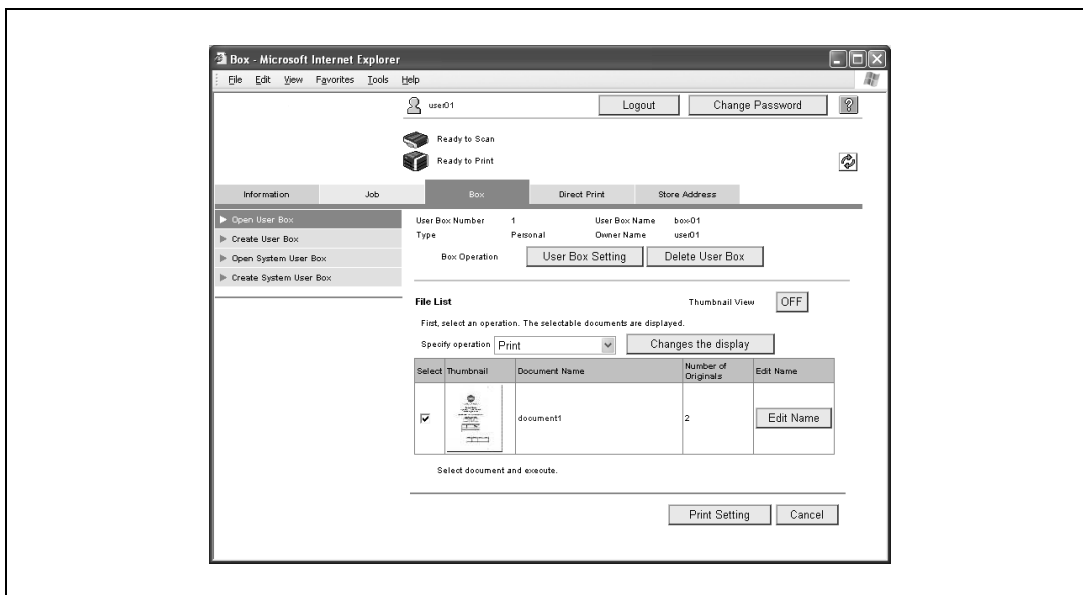 Box - Microsoft Internet Explorer
File Edit View Favorites Tools Help
user01 Logout Change Password ?
Ready to Scan
Ready to Print
Information Job Box Direct Print Store Address
Open User Box
Create User Box
Open System User Box
Create System User Box
User Box Number 1 User Box Name box-01
Type Personal Owner Name user01
Box Operation User Box Setting Delete User Box
File List Thumbnail View OFF
First, select an operation. The selectable documents are displayed.
Specify operation Print Changes the display
Select Thumbnail Document Name Number of Originals Edit Name
document1 2 Edit Name
Select document and execute.
Print Setting Cancel